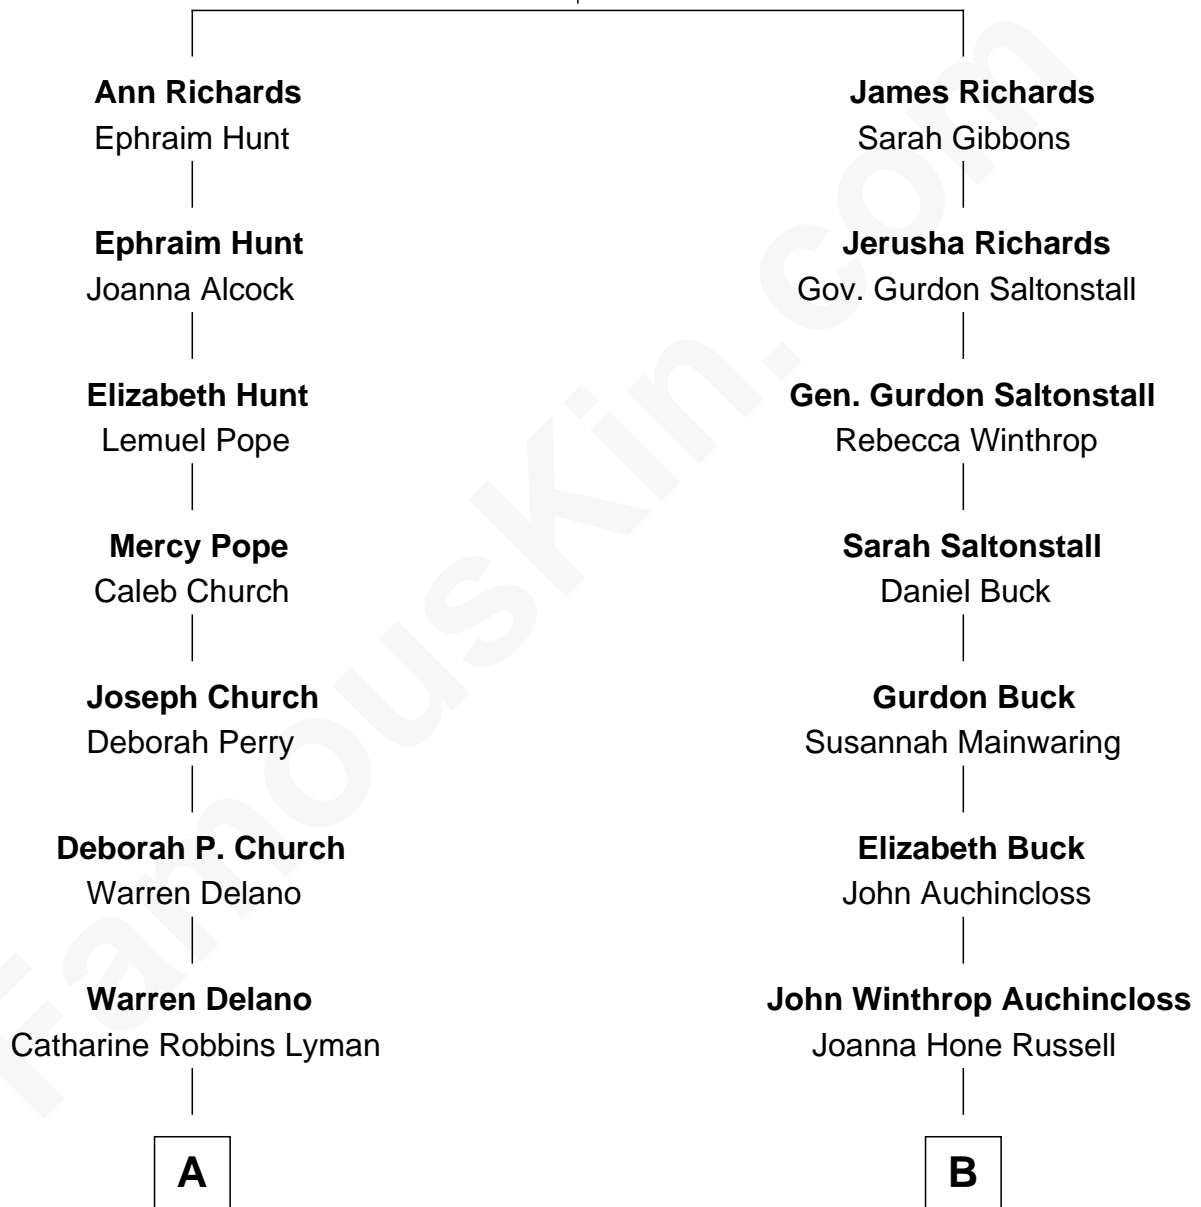 Ann Richards
Ephraim Hunt
James Richards
Sarah Gibbons
Ephraim Hunt
Joanna Alcock
Jerusha Richards
Gov. Gurdon Saltonstall
Elizabeth Hunt
Lemuel Pope
Gen. Gurdon Saltonstall
Rebecca Winthrop
Mercy Pope
Caleb Church
Sarah Saltonstall
Daniel Buck
Joseph Church
Deborah Perry
Gurdon Buck
Susannah Mainwaring
Deborah P. Church
Warren Delano
Elizabeth Buck
John Auchincloss
Warren Delano
Catharine Robbins Lyman
John Winthrop Auchincloss
Joanna Hone Russell
A
B
FamousKin.com